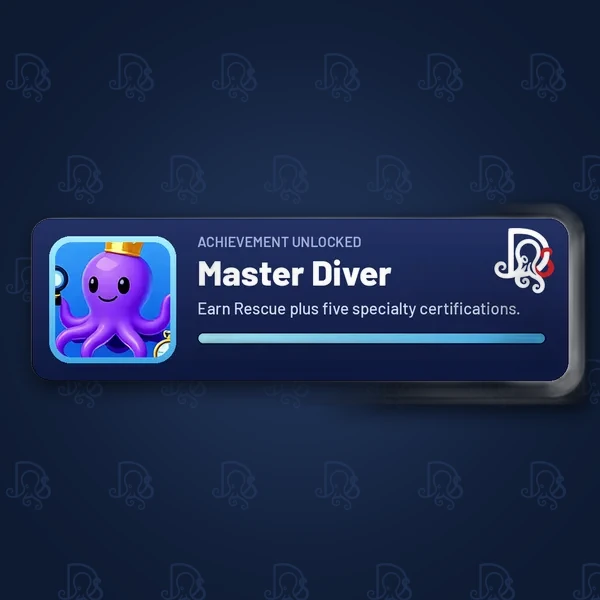 ACHIEVEMENT UNLOCKED
Master Diver
Earn Rescue plus five specialty certifications.